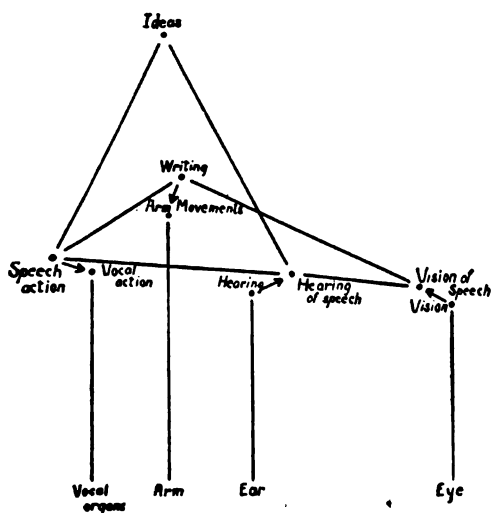 Ideas
Writing
Arm Movements
Speech
action
Vocal
action
Hearing
Hearing
of speech
Vision of
Speech
Vision
Vocal
organs
Arm
Ear
Eye